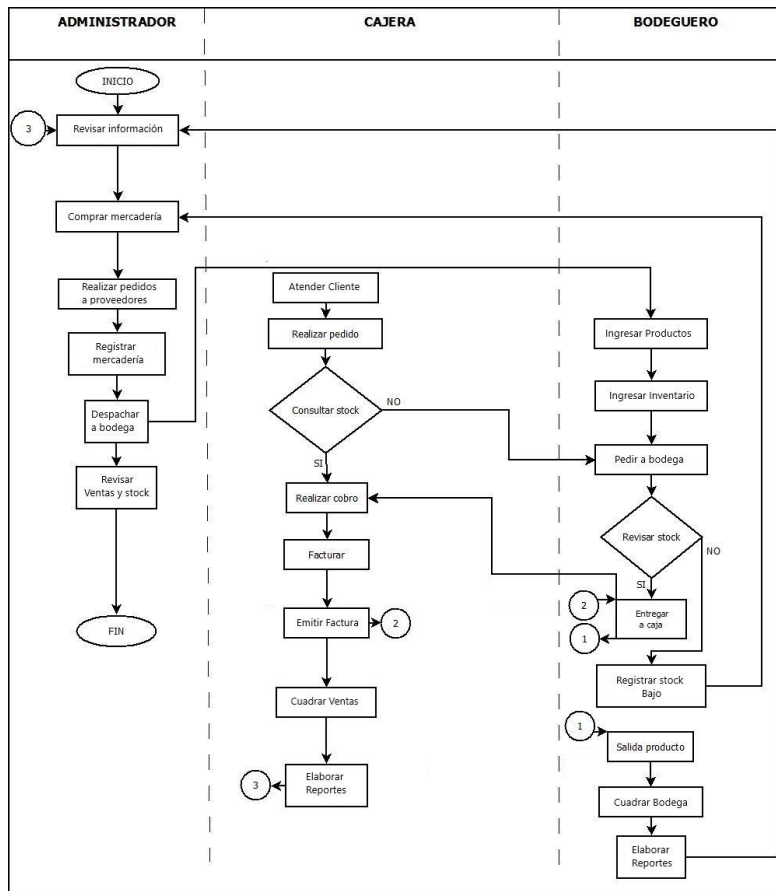 ADMINISTRADOR
CAJERA
BODEGUERO
INICIO
3
Revisar información
Comprar mercadería
Realizar pedidos
a proveedores
Registrar
mercadería
Despachar
a bodega
Revisar
Ventas y stock
FIN
Atender Cliente
Realizar pedido
Consultar stock
NO
SI
Realizar cobro
Facturar
Emitir Factura
2
Cuadrar Ventas
Elaborar
Reportes
3
Ingresar Productos
Ingresar Inventario
Pedir a bodega
Revisar stock
NO
SI
2
Entregar
a caja
1
Registrar stock
Bajo
1
Salida producto
Cuadrar Bodega
Elaborar
Reportes